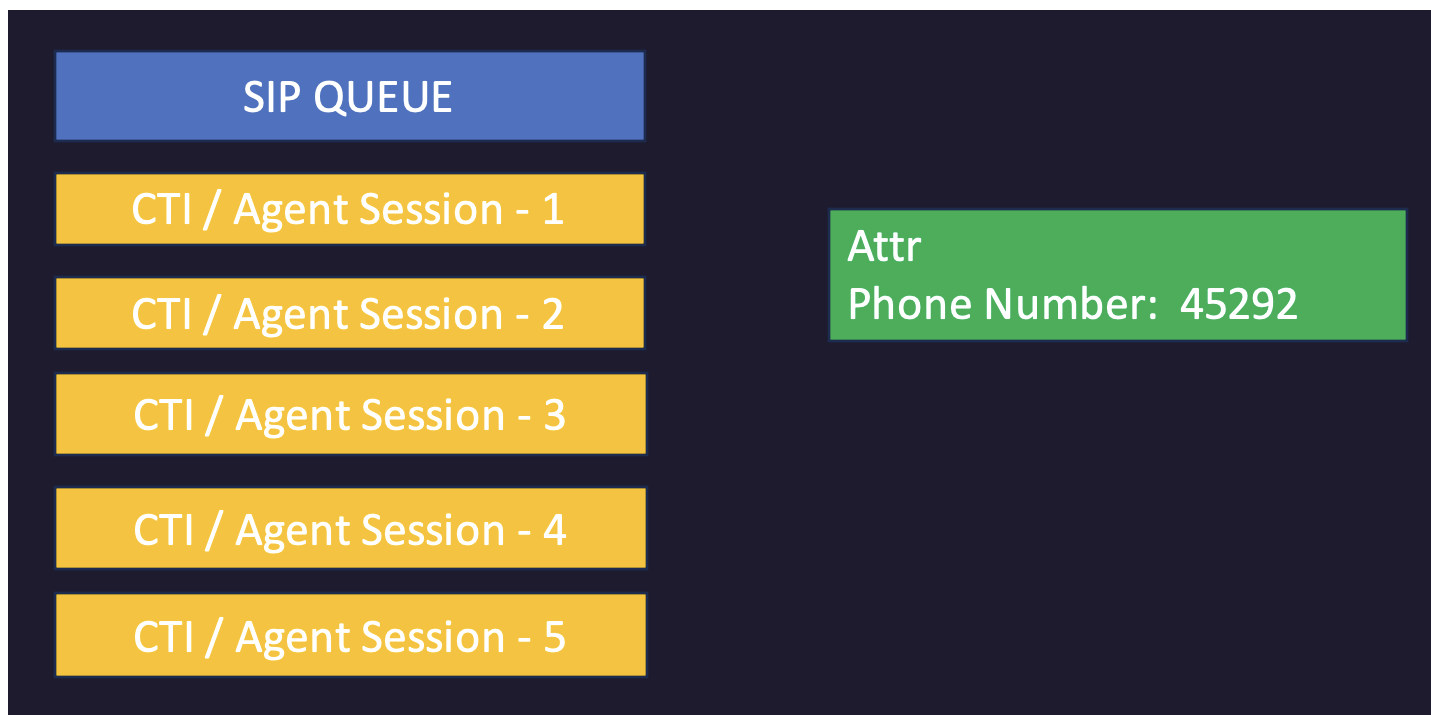 SIP QUEUE
CTI / Agent Session - 1
CTI / Agent Session - 2
CTI / Agent Session - 3
CTI / Agent Session - 4
CTI / Agent Session - 5
Attr
Phone Number: 45292